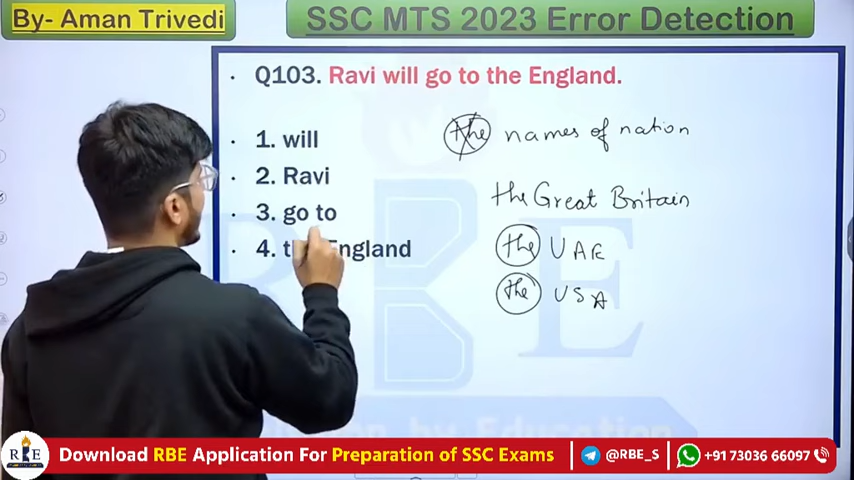 By- Aman Trivedi
SSC MTS 2023 Error Detection
Q103. Ravi will go to the England.
1. will
2. Ravi
3. go to
4. England
the names of nation
the Great Britain
the UAE
the USA
RBE
Download RBE Application For Preparation of SSC Exams
@RBE_S
+91 73036 66097